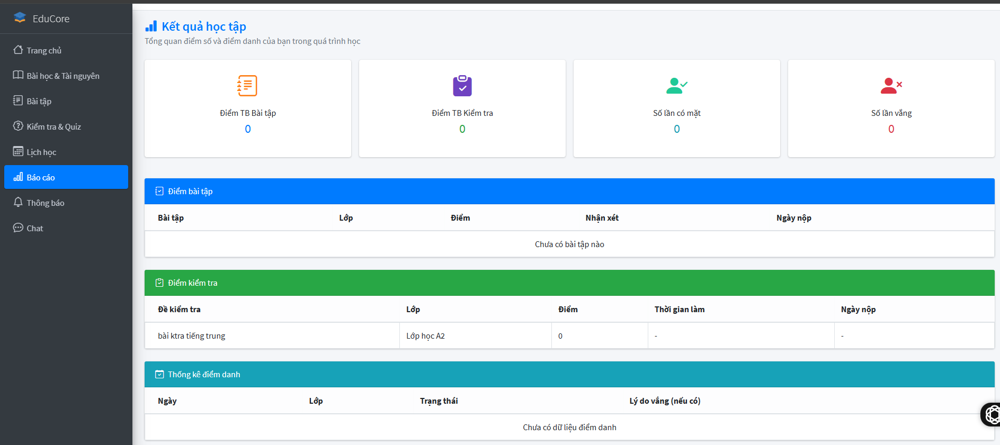 EduCore
Trang chủ
Bài học & Tài nguyên
Bài tập
Kiểm tra & Quiz
Lịch học
Báo cáo
Thông báo
Chat
Kết quả học tập
Tổng quan điểm số và điểm danh của bạn trong quá trình học
Điểm TB Bài tập
0
Điểm TB Kiểm tra
0
Số lần có mặt
0
Số lần vắng
0
Điểm bài tập
Bài tập Lớp Điểm Nhận xét Ngày nộp
Chưa có bài tập nào
Điểm kiểm tra
Đề kiểm tra Lớp Điểm Thời gian làm Ngày nộp
bài ktra tiếng trung Lớp học A2 0 - -
Thống kê điểm danh
Ngày Lớp Trạng thái Lý do vắng (nếu có)
Chưa có dữ liệu điểm danh